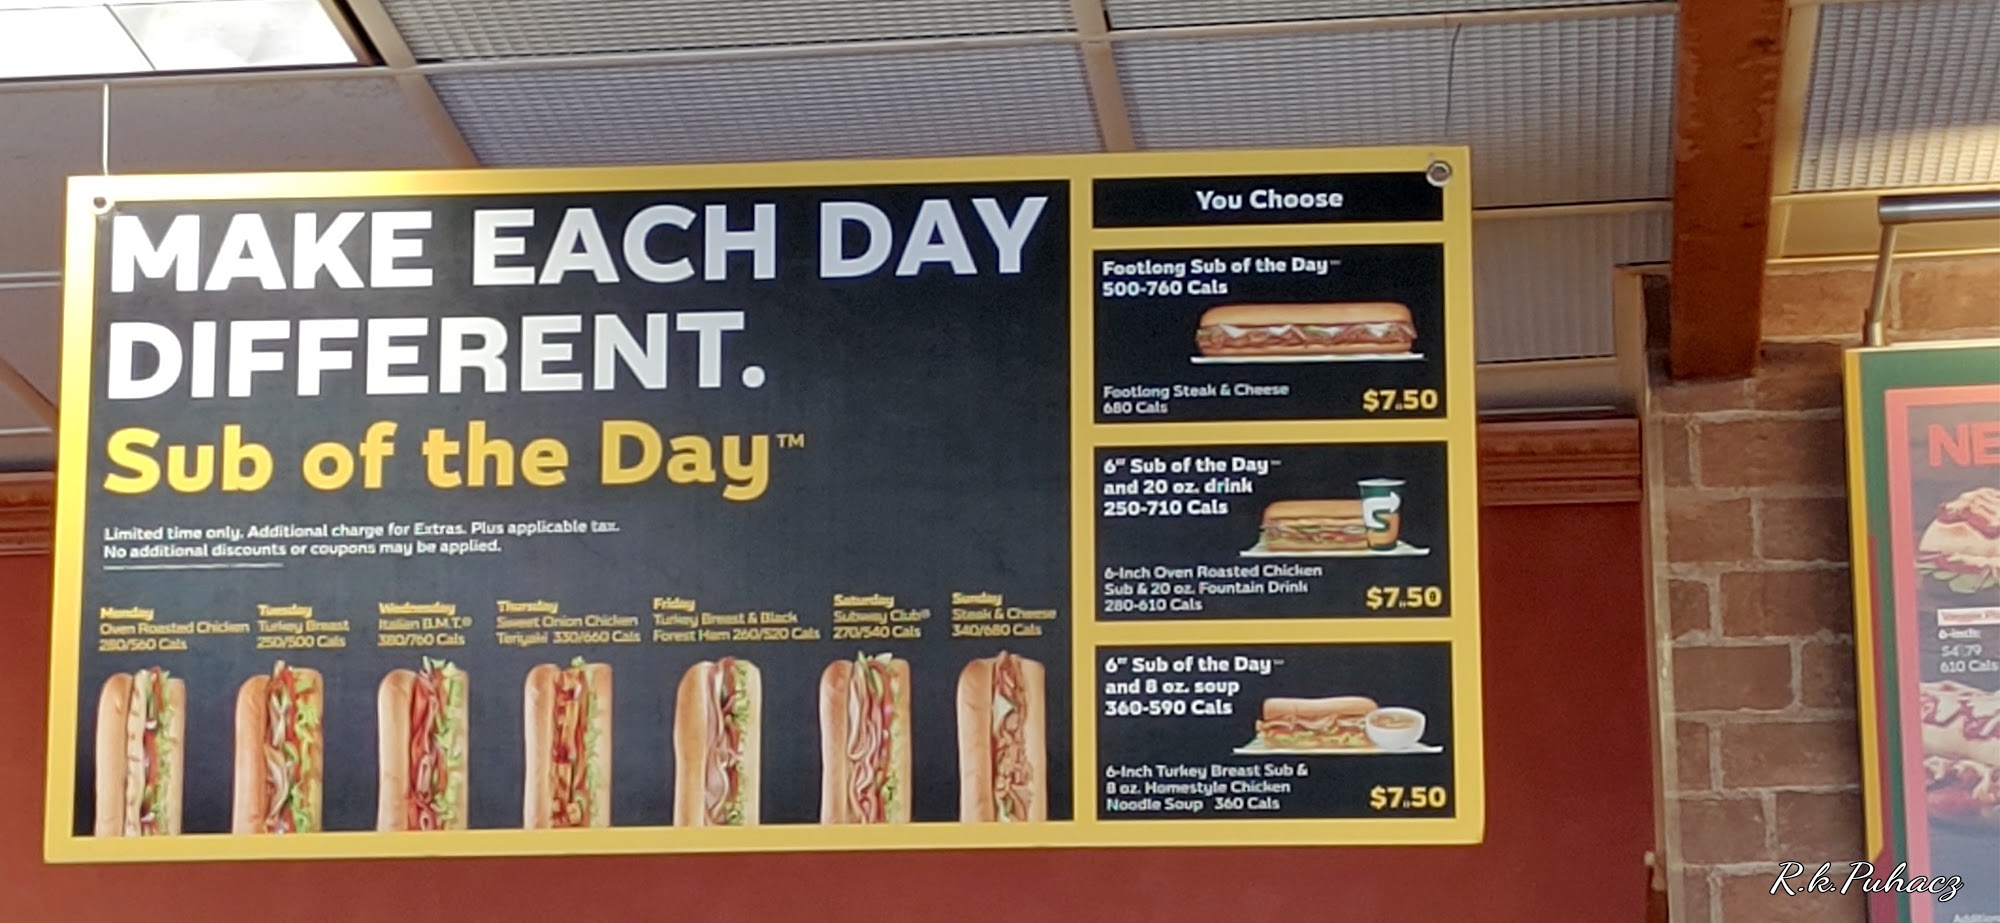 MAKE EACH DAY
DIFFERENT.
Sub of the Day™
Limited time only. Additional charge for Extras. Plus applicable tax.
No additional discounts or coupons may be applied.
Monday
Oven Roasted Chicken
280/560 Cals
Tuesday
Turkey Breast
250/500 Cals
Wednesday
Italian B.M.T.®
380/760 Cals
Thursday
Sweet Onion Chicken
Teriyaki 330/660 Cals
Friday
Turkey Breast & Black
Forest Ham 260/520 Cals
Saturday
Subway Club®
270/540 Cals
Sunday
Steak & Cheese
340/680 Cals
You Choose
Footlong Sub of the Day™
500-760 Cals
Footlong Steak & Cheese
680 Cals
$7.50
6" Sub of the Day™
and 20 oz. drink
250-710 Cals
6-Inch Oven Roasted Chicken
Sub & 20 oz. Fountain Drink
280-610 Cals
$7.50
6" Sub of the Day™
and 8 oz. soup
360-590 Cals
6-Inch Turkey Breast Sub &
8 oz. Homestyle Chicken
Noodle Soup 360 Cals
$7.50
NE
6-inch:
$4.79
610 Cals
R.k.Puhacz